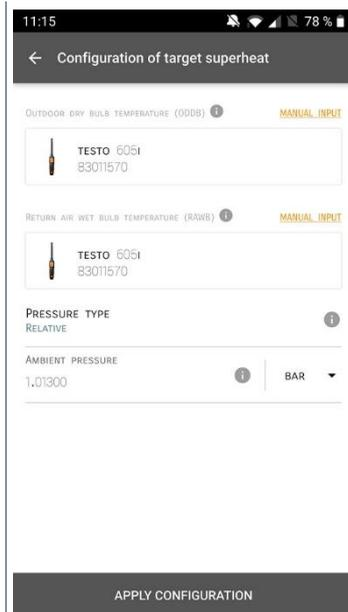 11:15 78 %
Configuration of target superheat
OUTDOOR DRY BULB TEMPERATURE (ODDB) i MANUAL INPUT
TESTO 605I
83011570
RETURN AIR WET BULB TEMPERATURE (RAWB) i MANUAL INPUT
TESTO 605I
83011570
PRESSURE TYPE i
RELATIVE
AMBIENT PRESSURE
1.01300 i BAR
APPLY CONFIGURATION